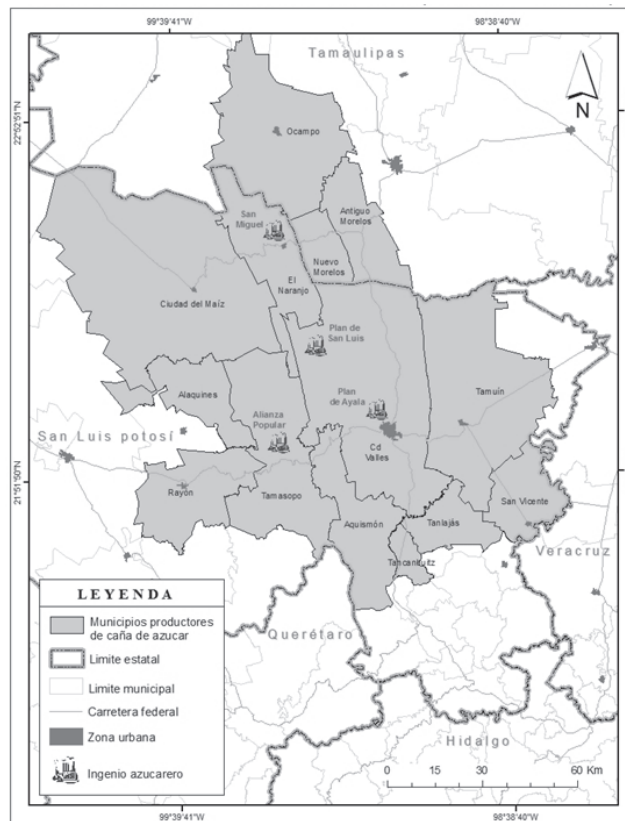 99°39'41"W
98°38'40"W
Tamaulipas
N
22°52'51"N
Ocampo
San
Miguel
Antiguo
Morelos
Nuevo
Morelos
El
Naranjo
Ciudad del Maíz
Plan de
San Luis
Alaquines
Plan
de Ayala
Tamuín
Alianza
Popular
San Luis potosí
Cd
Valles
21°51'50"N
Rayón
Tamasopo
San Vicente
Aquismón
Tanlajás
Tancanhuitz
Veracruz
Querétaro
Hidalgo
LEYENDA
Municipios productores
de caña de azucar
Limite estatal
Limite municipal
Carretera federal
Zona urbana
Ingenio azucarero
0 15 30 60 Km
99°39'41"W
98°38'40"W